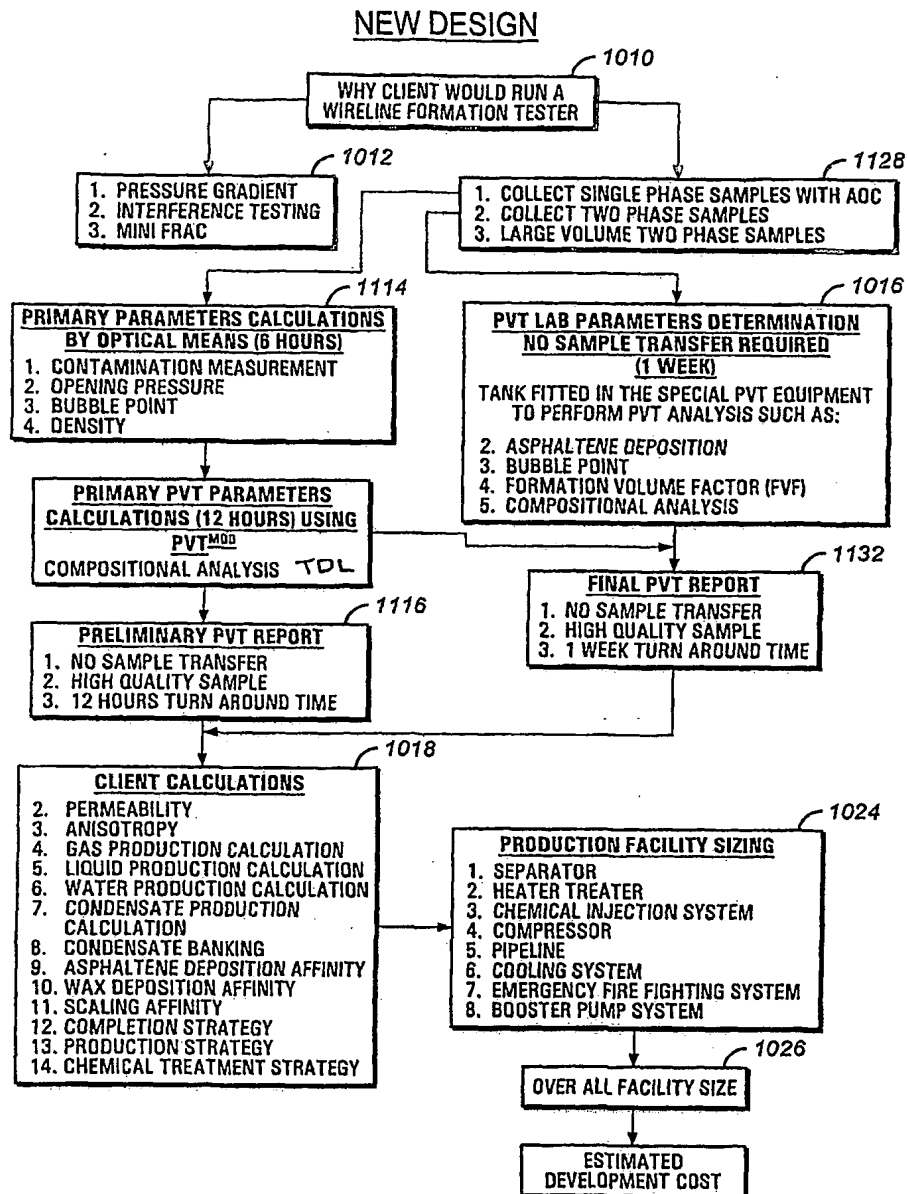 NEW DESIGN
1010
WHY CLIENT WOULD RUN A
WIRELINE FORMATION TESTER
1012
1. PRESSURE GRADIENT
2. INTERFERENCE TESTING
3. MINI FRAC
1128
1. COLLECT SINGLE PHASE SAMPLES WITH AOC
2. COLLECT TWO PHASE SAMPLES
3. LARGE VOLUME TWO PHASE SAMPLES
1114
PRIMARY PARAMETERS CALCULATIONS
BY OPTICAL MEANS (6 HOURS)
1. CONTAMINATION MEASUREMENT
2. OPENING PRESSURE
3. BUBBLE POINT
4. DENSITY
1016
PVT LAB PARAMETERS DETERMINATION
NO SAMPLE TRANSFER REQUIRED
(1 WEEK)
TANK FITTED IN THE SPECIAL PVT EQUIPMENT
TO PERFORM PVT ANALYSIS SUCH AS:
2. ASPHALTENE DEPOSITION
3. BUBBLE POINT
4. FORMATION VOLUME FACTOR (FVF)
5. COMPOSITIONAL ANALYSIS
PRIMARY PVT PARAMETERS
CALCULATIONS (12 HOURS) USING
PVTMOD
COMPOSITIONAL ANALYSIS TDL
1132
FINAL PVT REPORT
1. NO SAMPLE TRANSFER
2. HIGH QUALITY SAMPLE
3. 1 WEEK TURN AROUND TIME
1116
PRELIMINARY PVT REPORT
1. NO SAMPLE TRANSFER
2. HIGH QUALITY SAMPLE
3. 12 HOURS TURN AROUND TIME
1018
CLIENT CALCULATIONS
2. PERMEABILITY
3. ANISOTROPY
4. GAS PRODUCTION CALCULATION
5. LIQUID PRODUCTION CALCULATION
6. WATER PRODUCTION CALCULATION
7. CONDENSATE PRODUCTION
CALCULATION
8. CONDENSATE BANKING
9. ASPHALTENE DEPOSITION AFFINITY
10. WAX DEPOSITION AFFINITY
11. SCALING AFFINITY
12. COMPLETION STRATEGY
13. PRODUCTION STRATEGY
14. CHEMICAL TREATMENT STRATEGY
1024
PRODUCTION FACILITY SIZING
1. SEPARATOR
2. HEATER TREATER
3. CHEMICAL INJECTION SYSTEM
4. COMPRESSOR
5. PIPELINE
6. COOLING SYSTEM
7. EMERGENCY FIRE FIGHTING SYSTEM
8. BOOSTER PUMP SYSTEM
1026
OVER ALL FACILITY SIZE
ESTIMATED
DEVELOPMENT COST